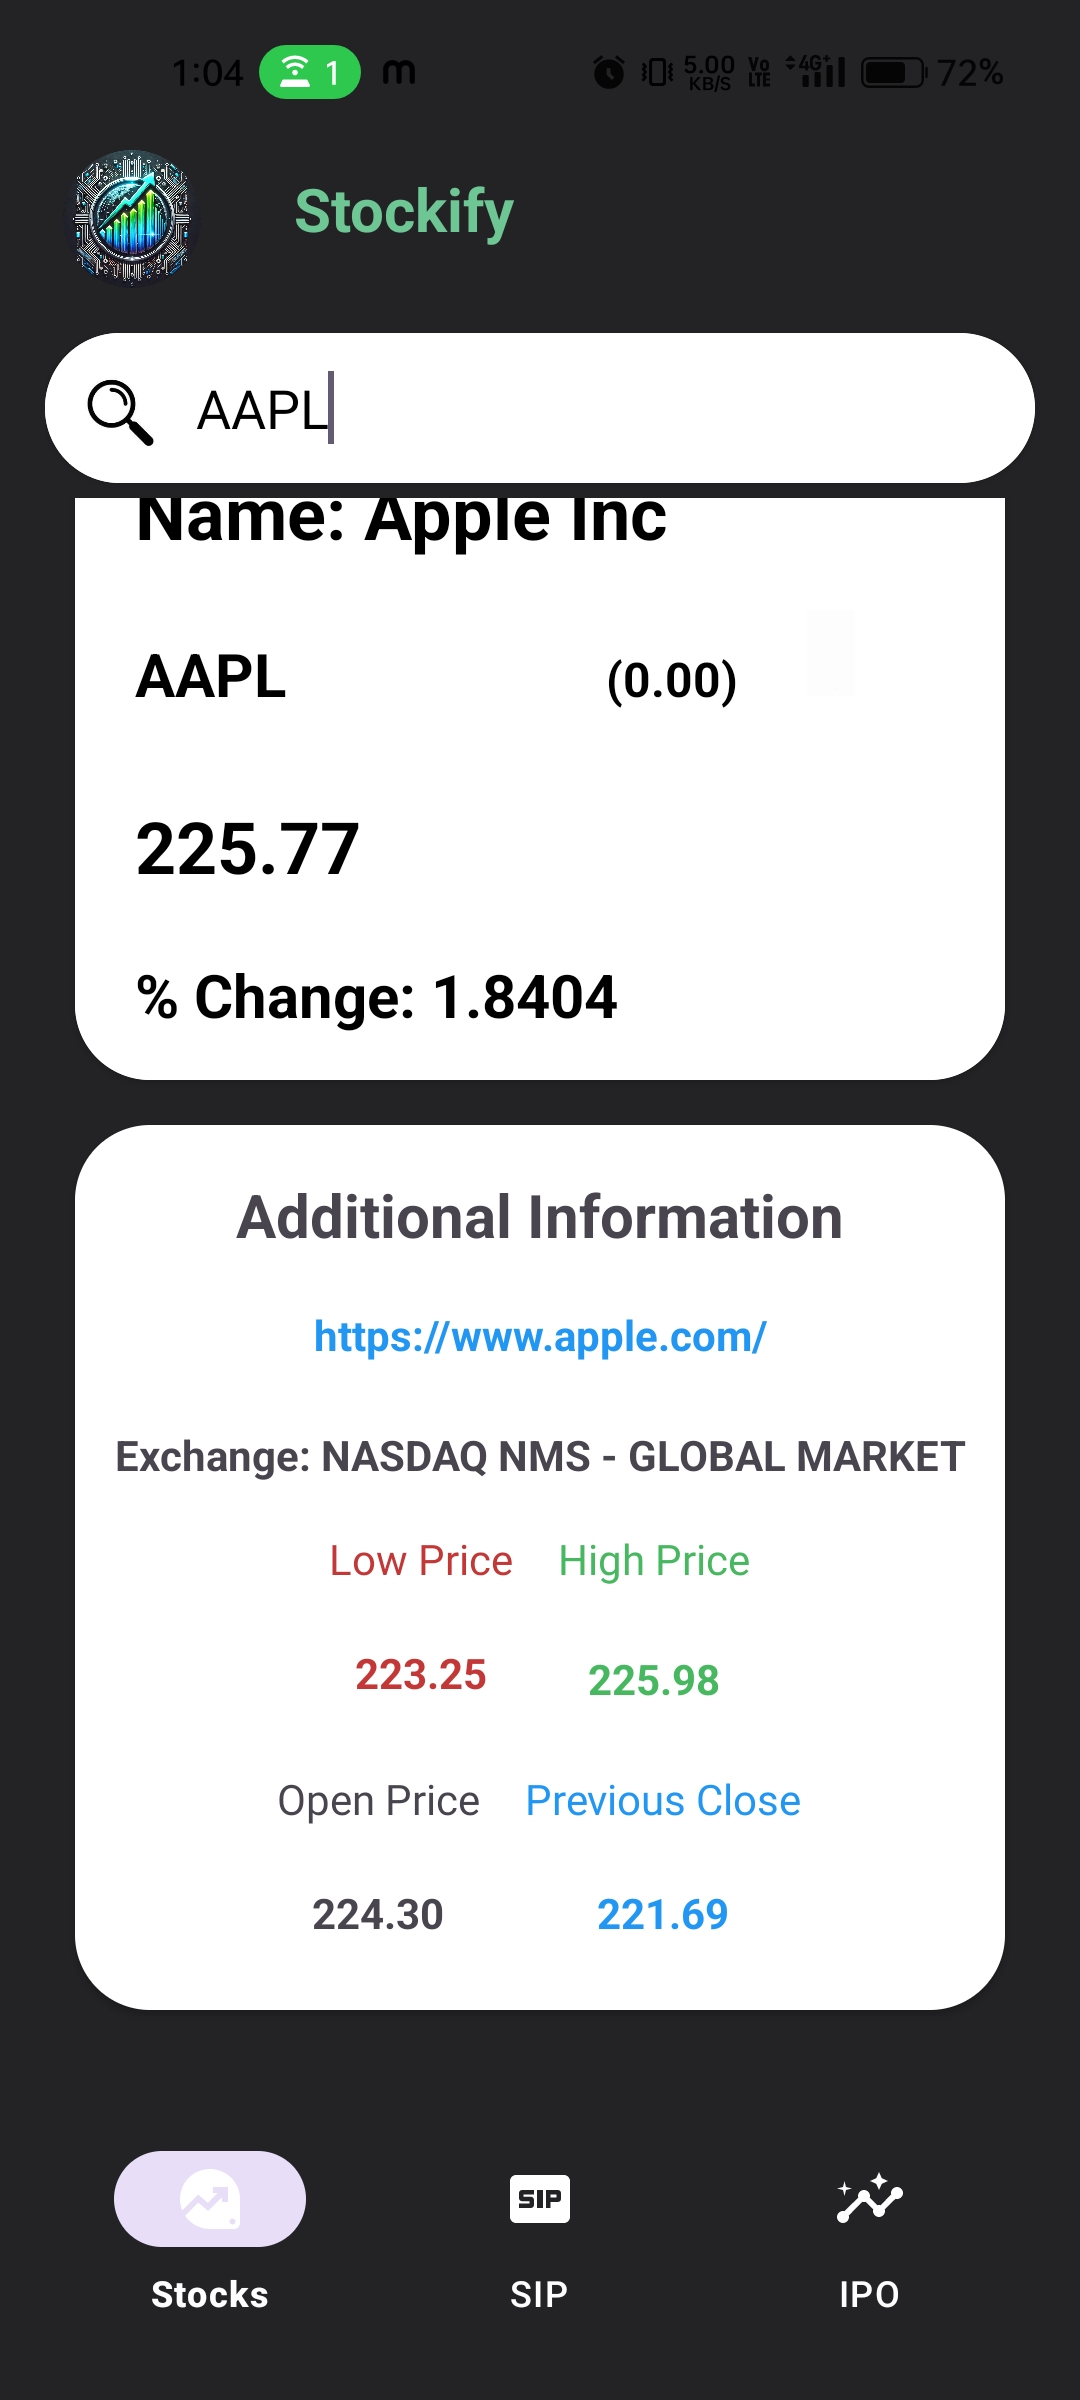 1:04 1 m 5.00 KB/S Vo LTE 4G+ 72%
Stockify
AAPL
Name: Apple Inc
AAPL (0.00)
225.77
% Change: 1.8404
Additional Information
https://www.apple.com/
Exchange: NASDAQ NMS - GLOBAL MARKET
Low Price High Price
223.25 225.98
Open Price Previous Close
224.30 221.69
SIP
Stocks SIP IPO